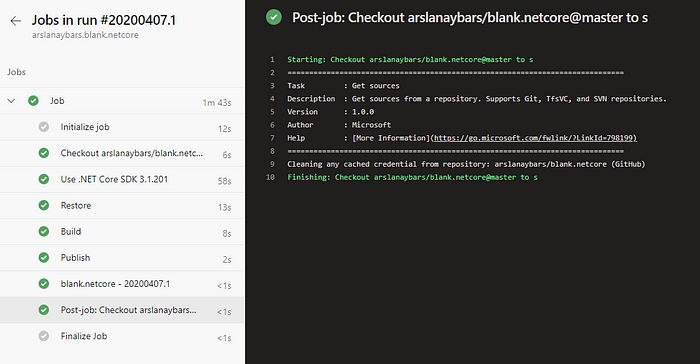 Jobs in run #20200407.1
arslanaybars.blank.netcore
Jobs
Job 1m 43s
Initialize job 12s
Checkout arslanaybars/blank.netc... 6s
Use .NET Core SDK 3.1.201 58s
Restore 13s
Build 8s
Publish 2s
blank.netcore - 20200407.1 <1s
Post-job: Checkout arslanaybars... <1s
Finalize Job <1s
Post-job: Checkout arslanaybars/blank.netcore@master to s
1 Starting: Checkout arslanaybars/blank.netcore@master to s
2 ==============================================================================
3 Task : Get sources
4 Description : Get sources from a repository. Supports Git, TfsVC, and SVN repositories.
5 Version : 1.0.0
6 Author : Microsoft
7 Help : [More Information](https://go.microsoft.com/fwlink/?LinkId=798199)
8 ==============================================================================
9 Cleaning any cached credential from repository: arslanaybars/blank.netcore (GitHub)
10 Finishing: Checkout arslanaybars/blank.netcore@master to s